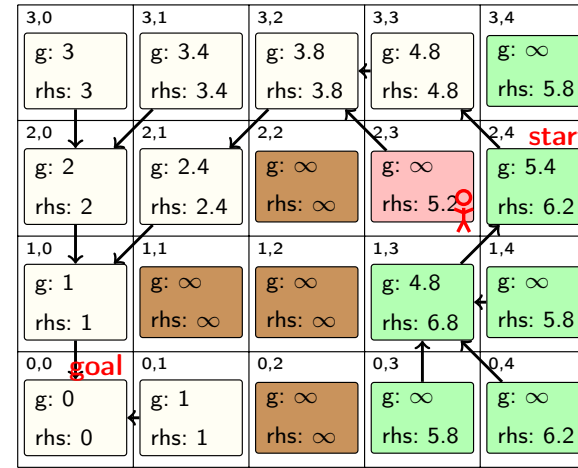 3,0 3,1 3,2 3,3 3,4
g: 3 g: 3.4 g: 3.8 g: 4.8 g: ∞
rhs: 3 rhs: 3.4 rhs: 3.8 rhs: 4.8 rhs: 5.8
2,0 2,1 2,2 2,3 2,4
star
g: 2 g: 2.4 g: ∞ g: ∞ g: 5.4
rhs: 2 rhs: 2.4 rhs: ∞ rhs: 5.2 rhs: 6.2
1,0 1,1 1,2 1,3 1,4
g: 1 g: ∞ g: ∞ g: 4.8 g: ∞
rhs: 1 rhs: ∞ rhs: ∞ rhs: 6.8 rhs: 5.8
0,0 0,1 0,2 0,3 0,4
goal
g: 0 g: 1 g: ∞ g: ∞ g: ∞
rhs: 0 rhs: 1 rhs: ∞ rhs: 5.8 rhs: 6.2